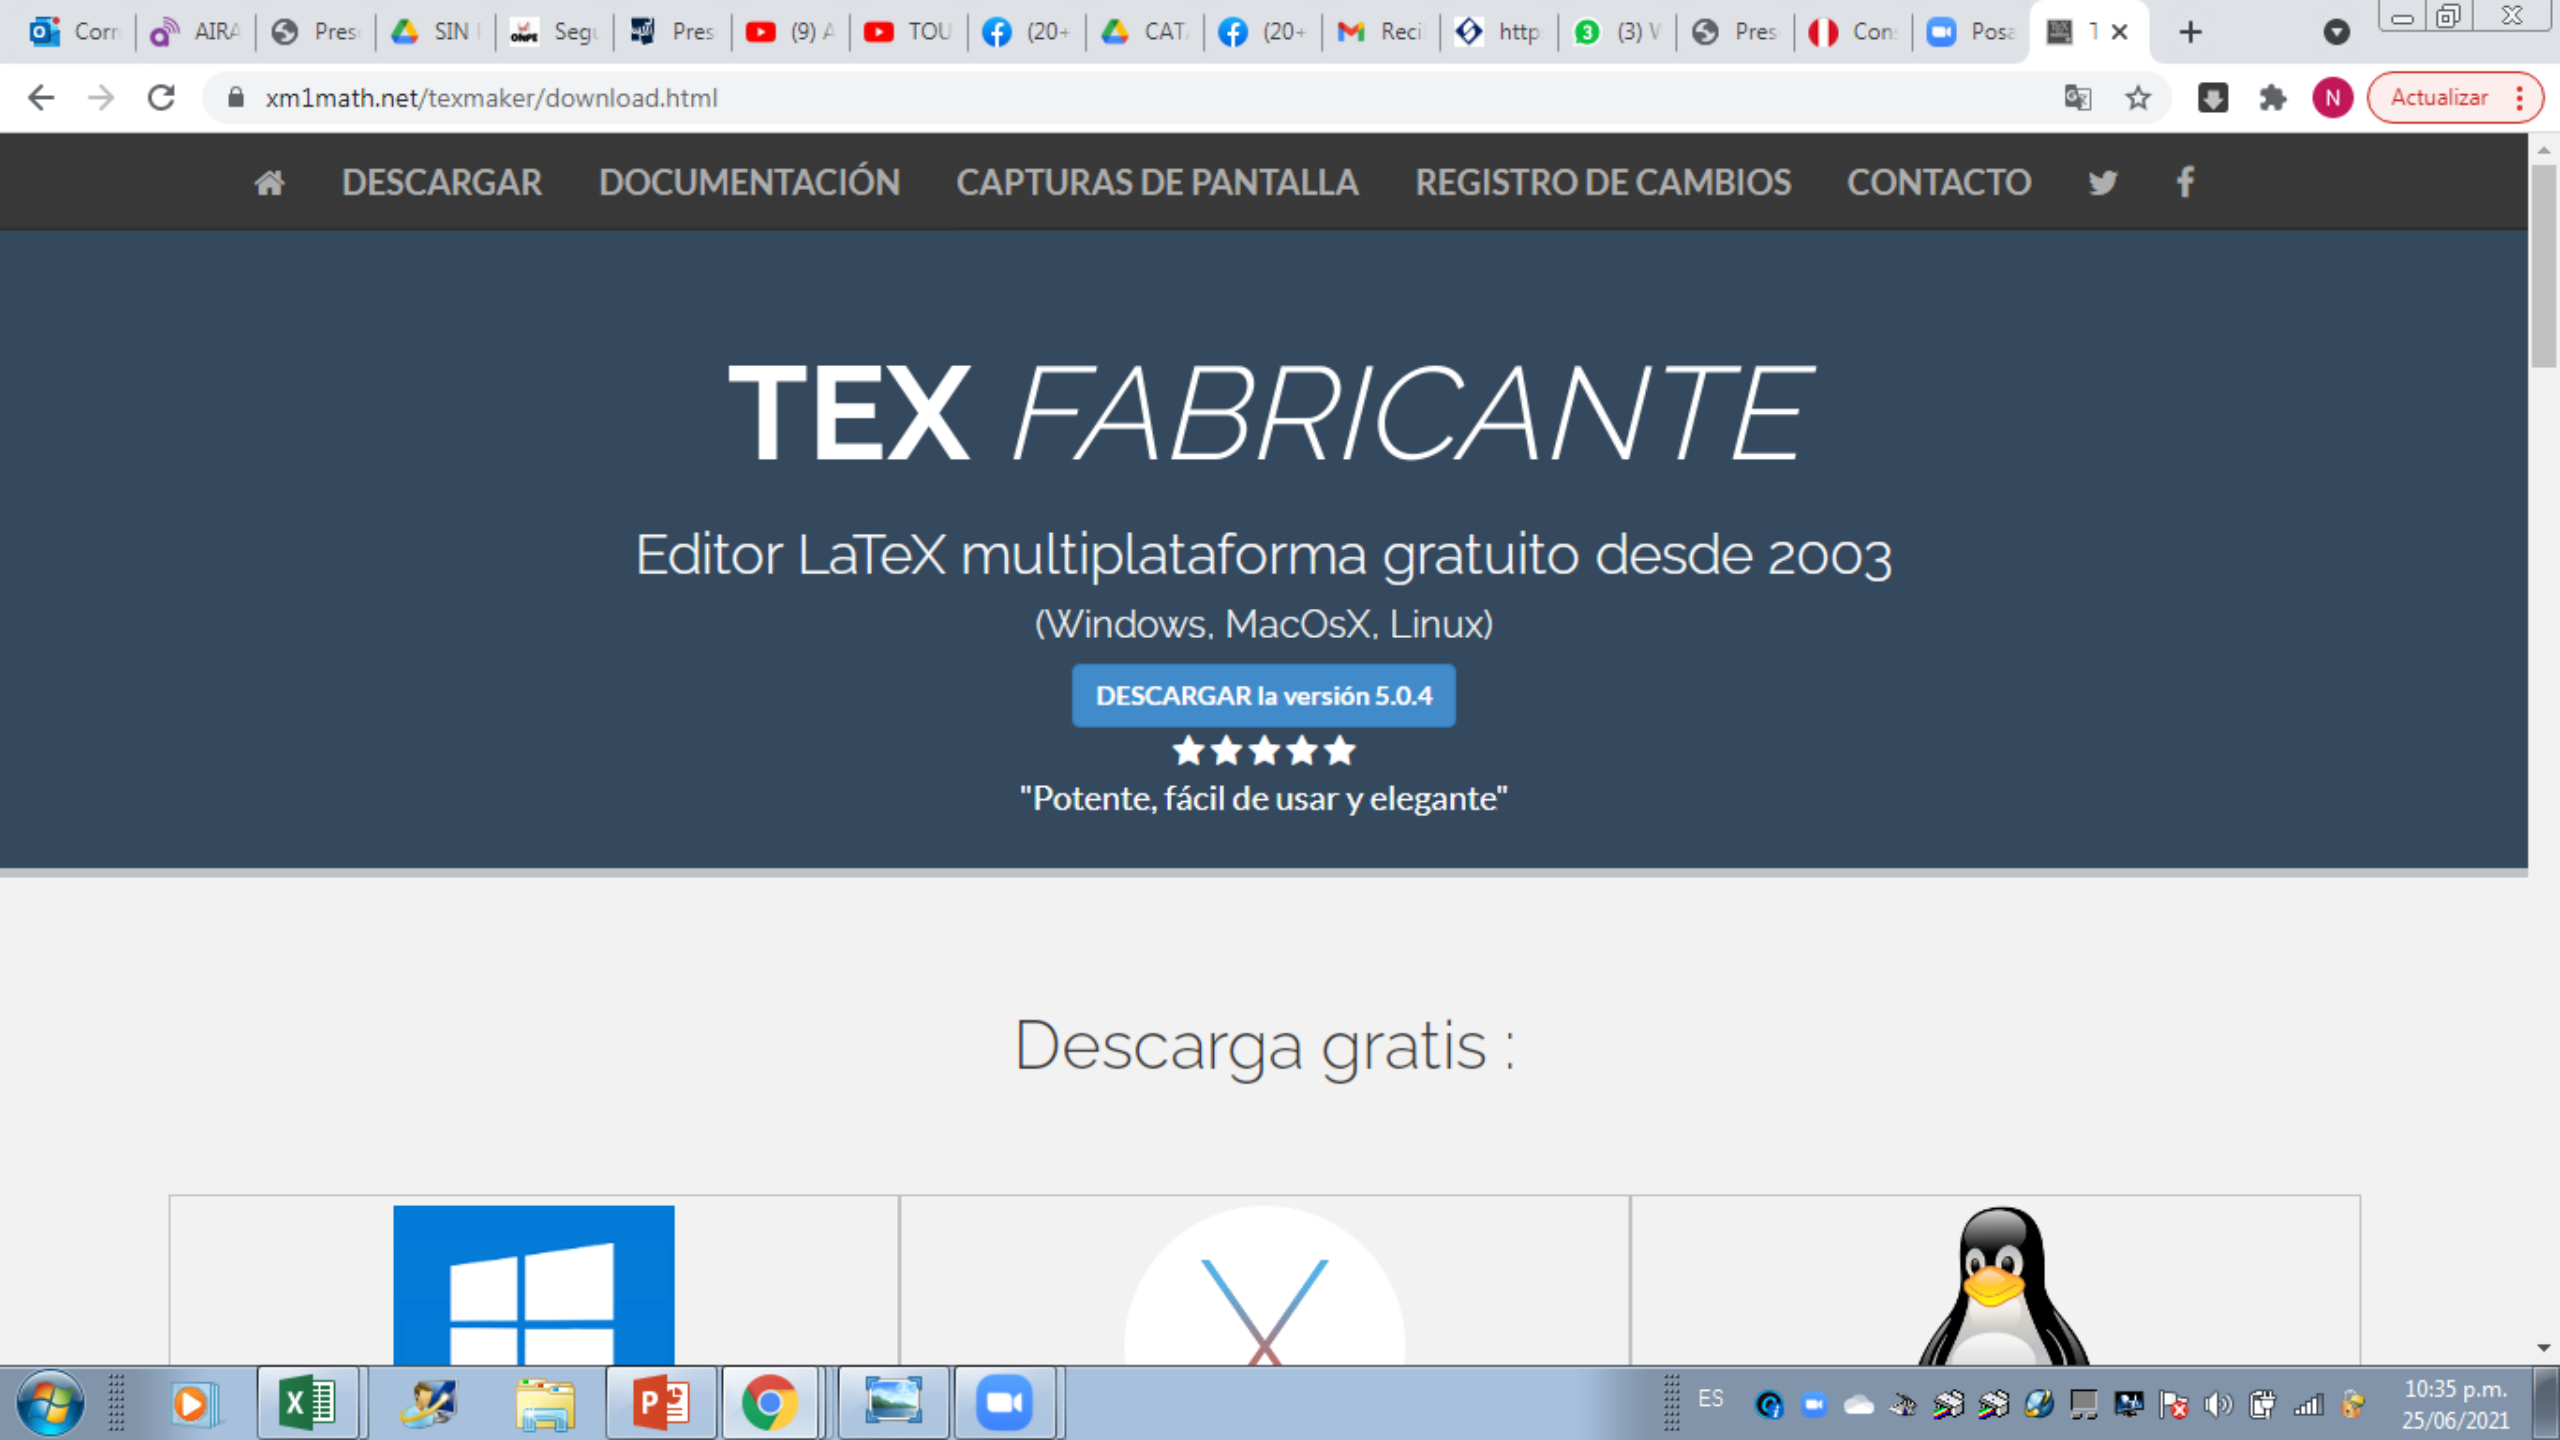 Corr AIRA Pres SIN Segu Pres (9) A TOU (20+ CAT (20+ Reci http (3) Pres Con Posa
xm1math.net/texmaker/download.html N Actualizar
DESCARGAR DOCUMENTACIÓN CAPTURAS DE PANTALLA REGISTRO DE CAMBIOS CONTACTO
TEX FABRICANTE
Editor LaTeX multiplataforma gratuito desde 2003
(Windows, MacOsX, Linux)
DESCARGAR la versión 5.0.4
"Potente, fácil de usar y elegante"
Descarga gratis :
ES 10:35 p.m.
25/06/2021